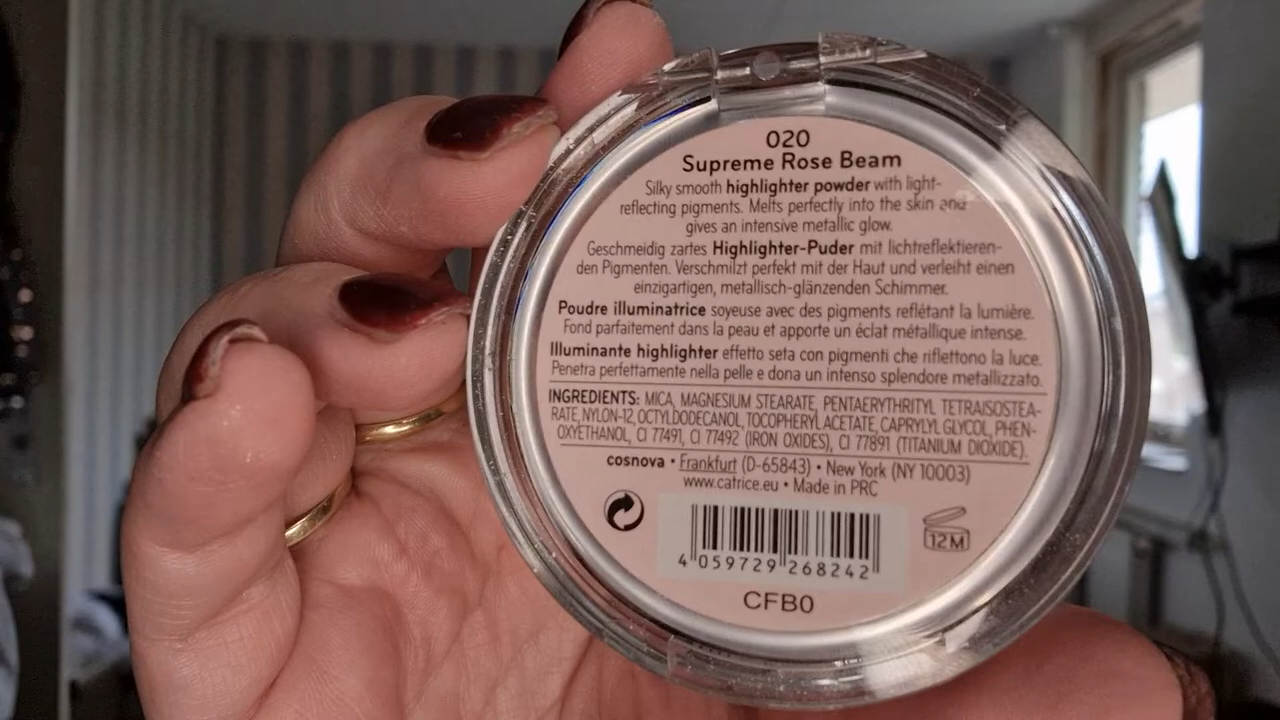 020
Supreme Rose Beam
Silky smooth highlighter powder with light-
reflecting pigments. Melts perfectly into the skin and
gives an intensive metallic glow.
Geschmeidig zartes Highlighter-Puder mit lichtreflektieren-
den Pigmenten. Verschmilzt perfekt mit der Haut und verleiht einen
einzigartigen, metallisch-glänzenden Schimmer.
Poudre illuminatrice soyeuse avec des pigments reflétant la lumière.
Fond parfaitement dans la peau et apporte un éclat métallique intense.
Illuminante highlighter effetto seta con pigmenti che riflettono la luce.
Penetra perfettamente nella pelle e dona un intenso splendore metallizzato.
INGREDIENTS: MICA, MAGNESIUM STEARATE, PENTAERYTHRITYL TETRAISOSTEA-
RATE, NYLON-12, OCTYLDODECANOL, TOCOPHERYL ACETATE, CAPRYLYL GLYCOL, PHEN-
OXYETHANOL, CI 77491, CI 77492 (IRON OXIDES), CI 77891 (TITANIUM DIOXIDE).
cosnova • Frankfurt (D-65843) • New York (NY 10003)
www.catrice.eu • Made in PRC
12M
4 059729 268242
CFB0